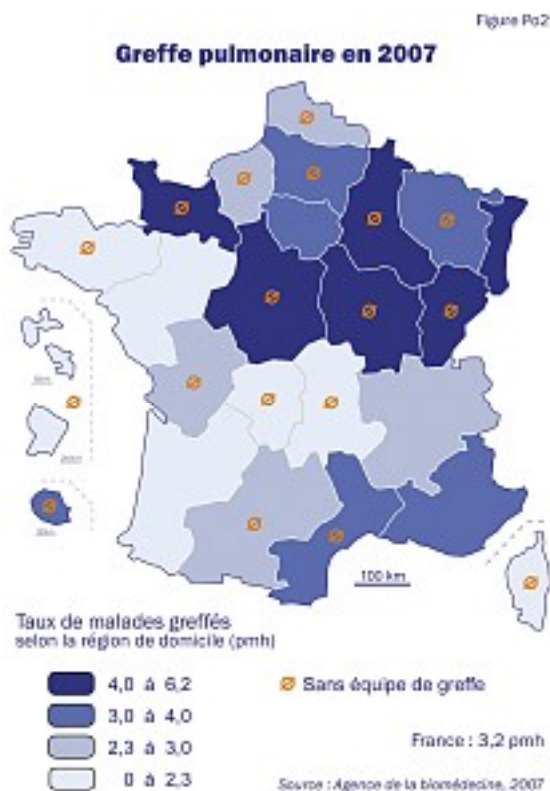 Figure Po2
Greffe pulmonaire en 2007
100 km
Taux de malades greffés
selon la région de domicile (pmh)
4,0 à 6,2
3,0 à 4,0
2,3 à 3,0
0 à 2,3
Sans équipe de greffe
France : 3,2 pmh
Source : Agence de la biomédecine, 2007